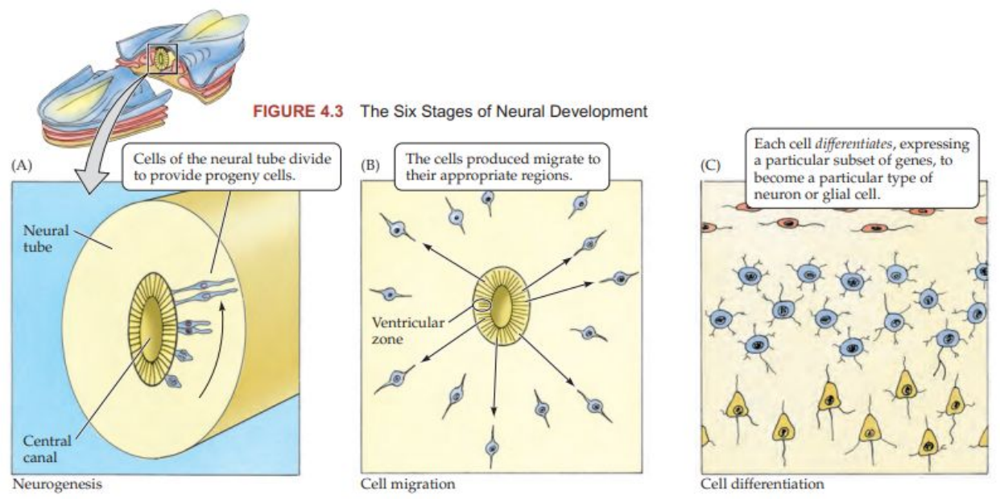 FIGURE 4.3 The Six Stages of Neural Development
(A)
Cells of the neural tube divide
to provide progeny cells.
Neural
tube
Central
canal
Neurogenesis
(B)
The cells produced migrate to
their appropriate regions.
Ventricular
zone
Cell migration
(C)
Each cell differentiates, expressing
a particular subset of genes, to
become a particular type of
neuron or glial cell.
Cell differentiation